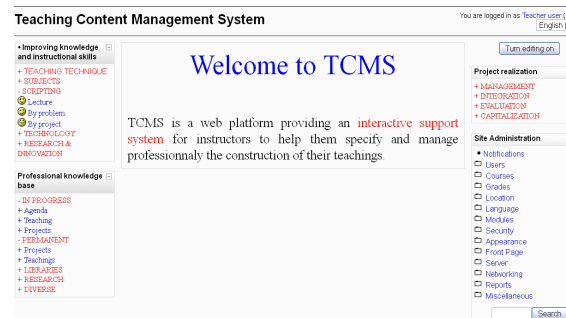 Teaching Content Management System
You are logged in as Teacher user (
English (
• Improving knowledge
and instructional skills
+ TEACHING TECHNIQUE
+ SUBJECTS
- SCRIPTING
Lecture
By problem
By project
+ TECHNOLOGY
+ RESEARCH &
INNOVATION
Professional knowledge
base
- IN PROGRESS
+ Agenda
+ Teaching
+ Projects
- PERMANENT
+ Projects
+ Teachings
+ LIBRARIES
+ RESEARCH
+ DIVERSE
Welcome to TCMS
TCMS is a web platform providing an interactive support
system for instructors to help them specify and manage
professionnaly the construction of their teachings.
Turn editing on
Project realization
+ MANAGEMENT
+ INTEGRATION
+ EVALUATION
+ CAPITALIZATION
Site Administration
Notifications
Users
Courses
Grades
Location
Language
Modules
Security
Appearance
Front Page
Server
Networking
Reports
Miscellaneous
Search